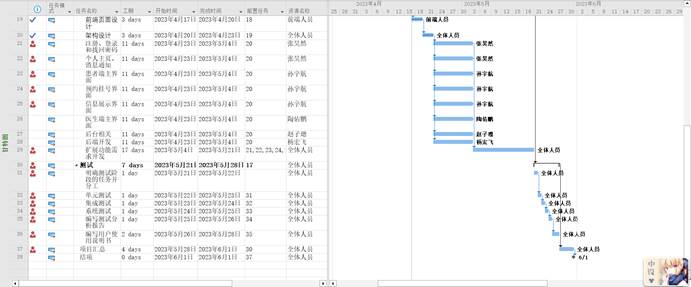 2023年4月 2023年5月 2023年6月
25 28 31 3 6 9 12 15 18 21 24 27 30 3 6 9 12 15 18 21 24 27 30 2 5 8 11 14 17 20 23 26 29
任务模式 任务名称 工期 开始时间 完成时间 前置任务 资源名称
19 前端页面设计 3 days 2023年4月17日 2023年4月20日 18 前端人员 前端人员
20 架构设计 3 days 2023年4月20日 2023年4月23日 19 全体人员 全体人员
21 注册、登录和找回密码 11 days 2023年4月23日 2023年5月4日 20 张昊然 张昊然
22 个人主页、消息通知 11 days 2023年4月23日 2023年5月4日 20 张昊然 张昊然
23 患者端主界面 11 days 2023年4月23日 2023年5月4日 20 孙宇航 孙宇航
24 预约挂号界面 11 days 2023年4月23日 2023年5月4日 20 孙宇航 孙宇航
25 信息展示界面 11 days 2023年4月23日 2023年5月4日 20 孙宇航 孙宇航
26 医生端主界面 11 days 2023年4月23日 2023年5月4日 20 陶佑鹏 陶佑鹏
27 后台相关 11 days 2023年4月23日 2023年5月4日 20 赵子增 赵子增
28 后端开发 11 days 2023年4月23日 2023年5月4日 20 杨宏飞 杨宏飞
29 扩展功能需求开发 17 days 2023年5月4日 2023年5月21日 21,22,23,24, 全体人员 全体人员
30 测试 7 days 2023年5月21日 2023年5月28日 17
31 明确测试阶段的任务并分工 1 day 2023年5月21日 2023年5月22日 全体人员 全体人员
32 单元测试 1 day 2023年5月22日 2023年5月23日 31 全体人员 全体人员
33 集成测试 1 day 2023年5月23日 2023年5月24日 32 全体人员 全体人员
34 系统测试 1 day 2023年5月24日 2023年5月25日 33 全体人员 全体人员
35 编写测试分析报告 1 day 2023年5月25日 2023年5月26日 34 全体人员 全体人员
36 编写用户使用说明书 2 days 2023年5月26日 2023年5月28日 35 全体人员 全体人员
37 项目汇总 4 days 2023年5月28日 2023年6月1日 30 全体人员 全体人员
38 结项 0 days 2023年6月1日 2023年6月1日 37 全体人员 6/1
甘特图